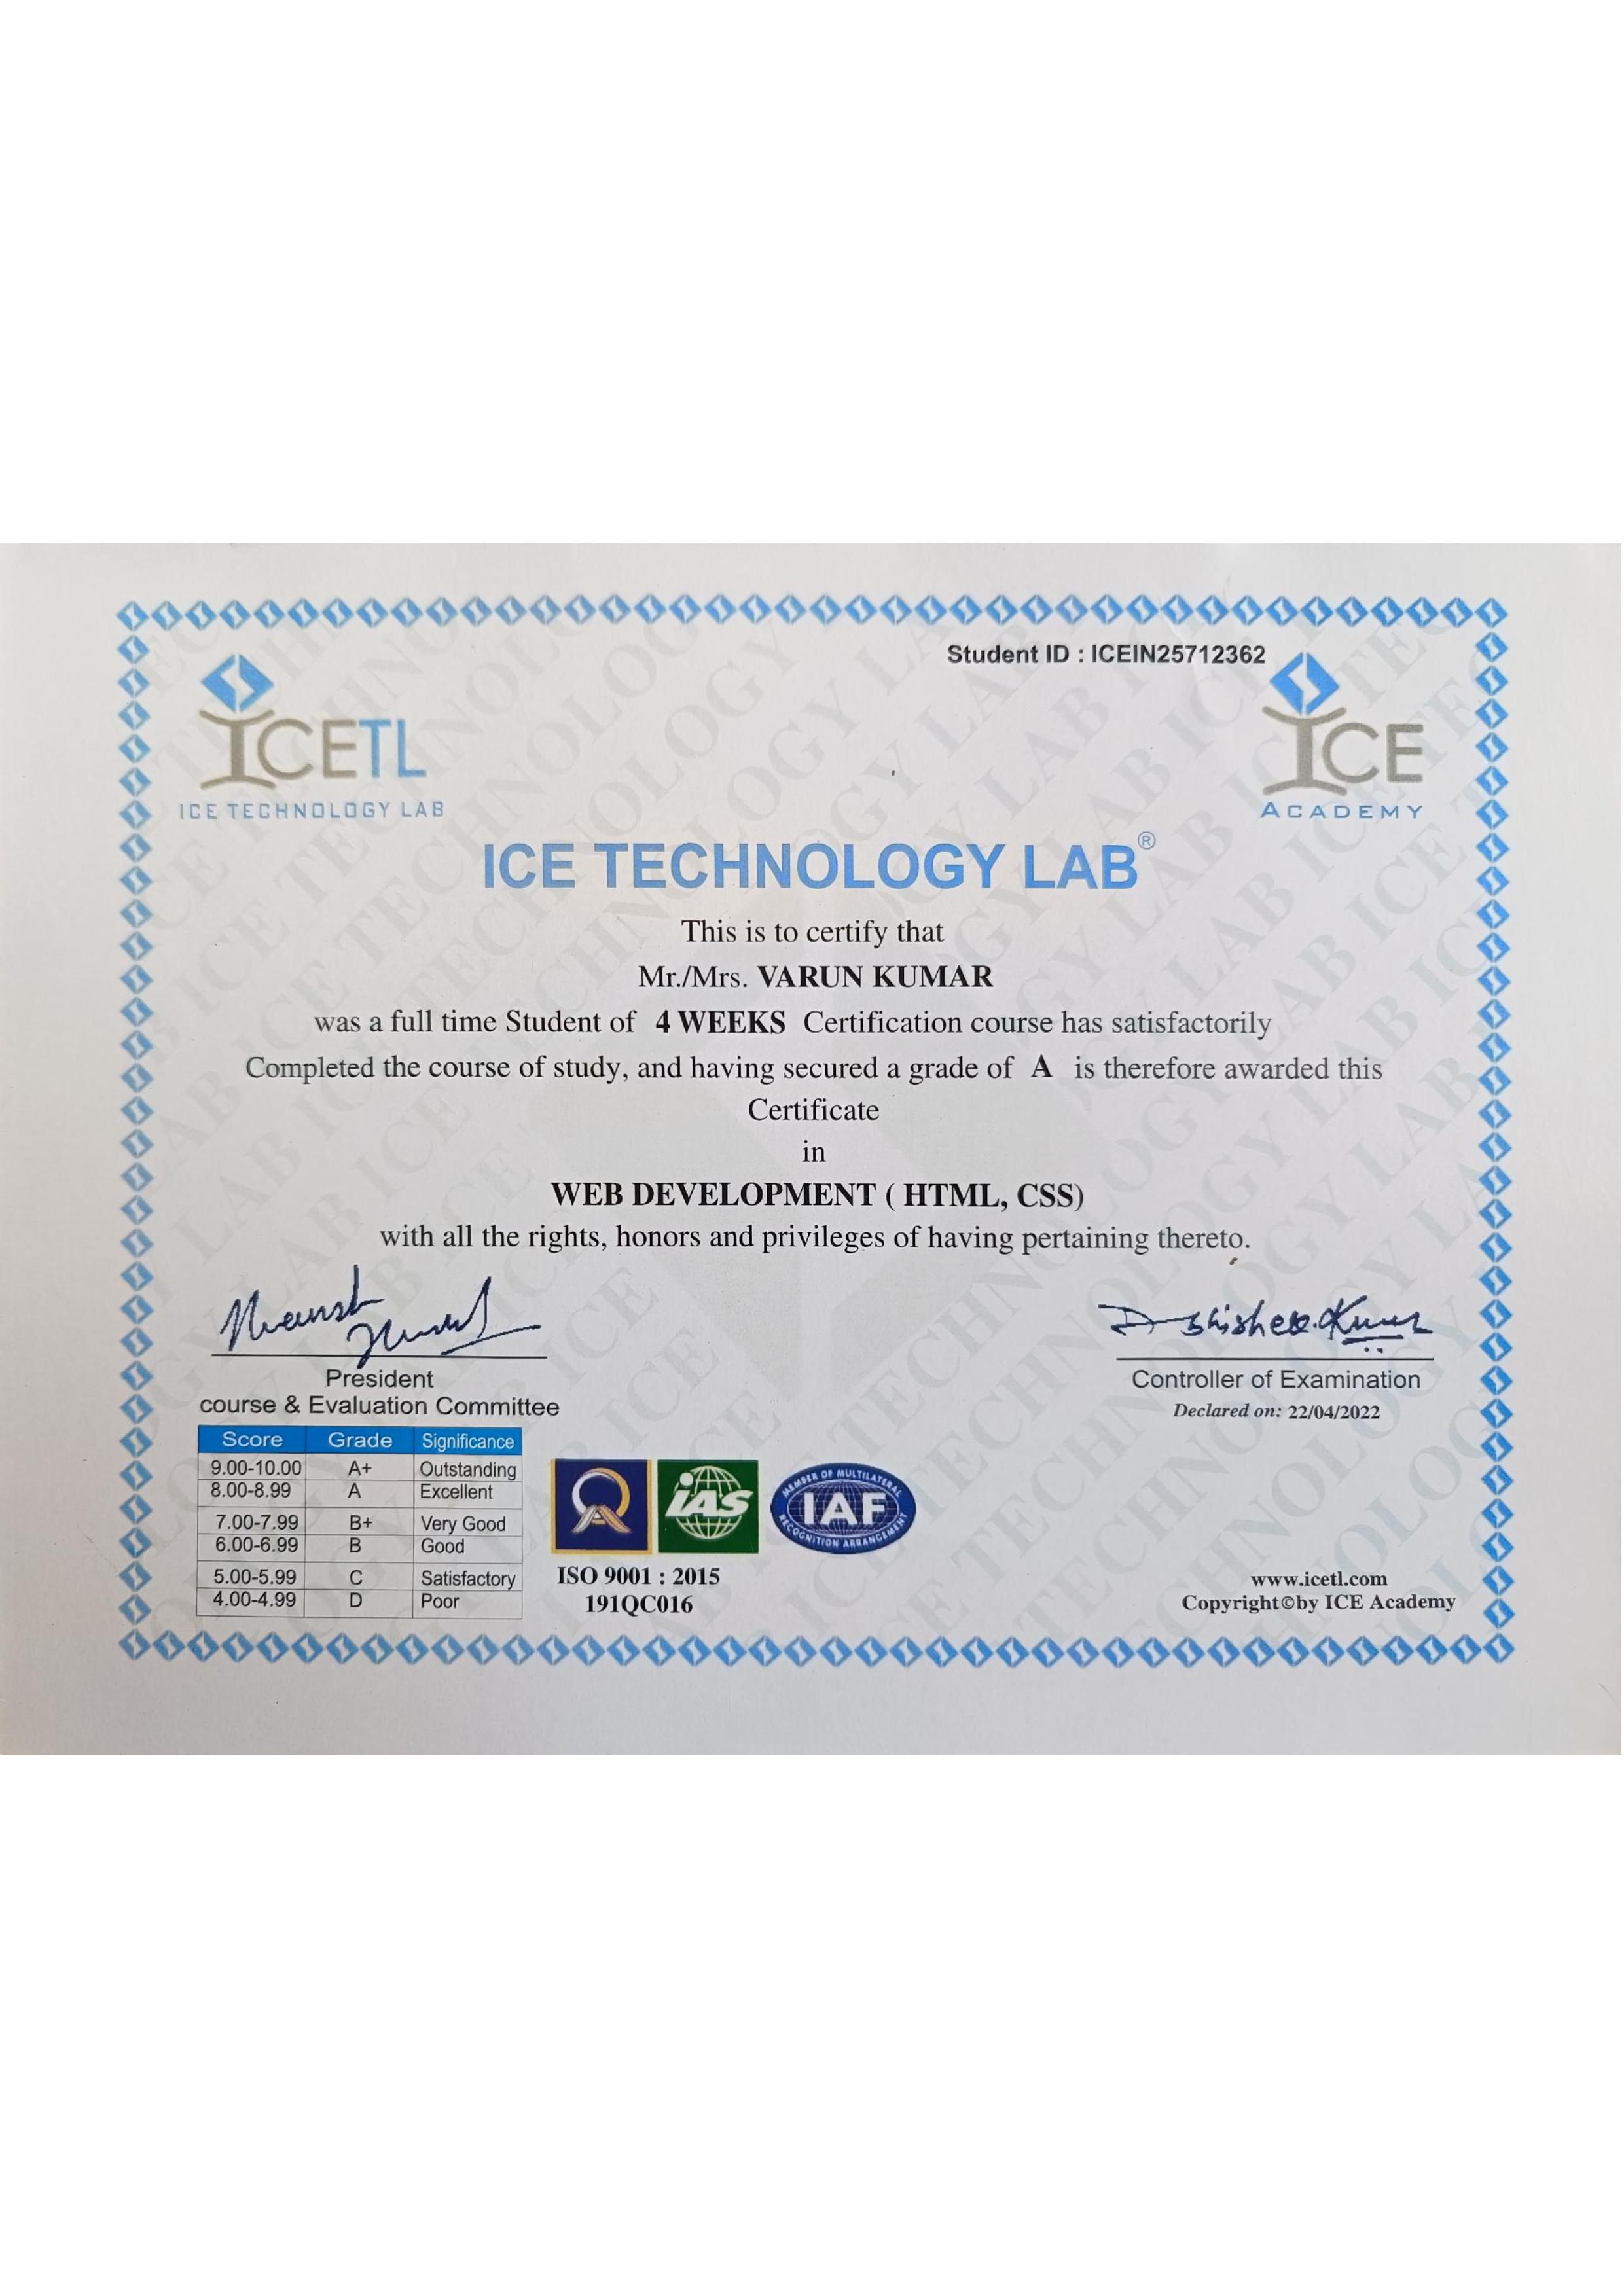 Student ID : ICEIN25712362
ICETL
ICE TECHNOLOGY LAB
ICE
ACADEMY
ICE TECHNOLOGY LAB®
This is to certify that
Mr./Mrs. VARUN KUMAR
was a full time Student of 4 WEEKS Certification course has satisfactorily
Completed the course of study, and having secured a grade of A is therefore awarded this
Certificate
in
WEB DEVELOPMENT ( HTML, CSS)
with all the rights, honors and privileges of having pertaining thereto.
President
course & Evaluation Committee
Kumar
Controller of Examination
Declared on: 22/04/2022
Score Grade Significance
9.00-10.00 A+ Outstanding
8.00-8.99 A Excellent
7.00-7.99 B+ Very Good
6.00-6.99 B Good
5.00-5.99 C Satisfactory
4.00-4.99 D Poor
QA
IAS
MEMBER OF MULTILATERAL
IAF
RECOGNITION ARRANGEMENT
ISO 9001 : 2015
191QC016
www.icetl.com
Copyright©by ICE Academy